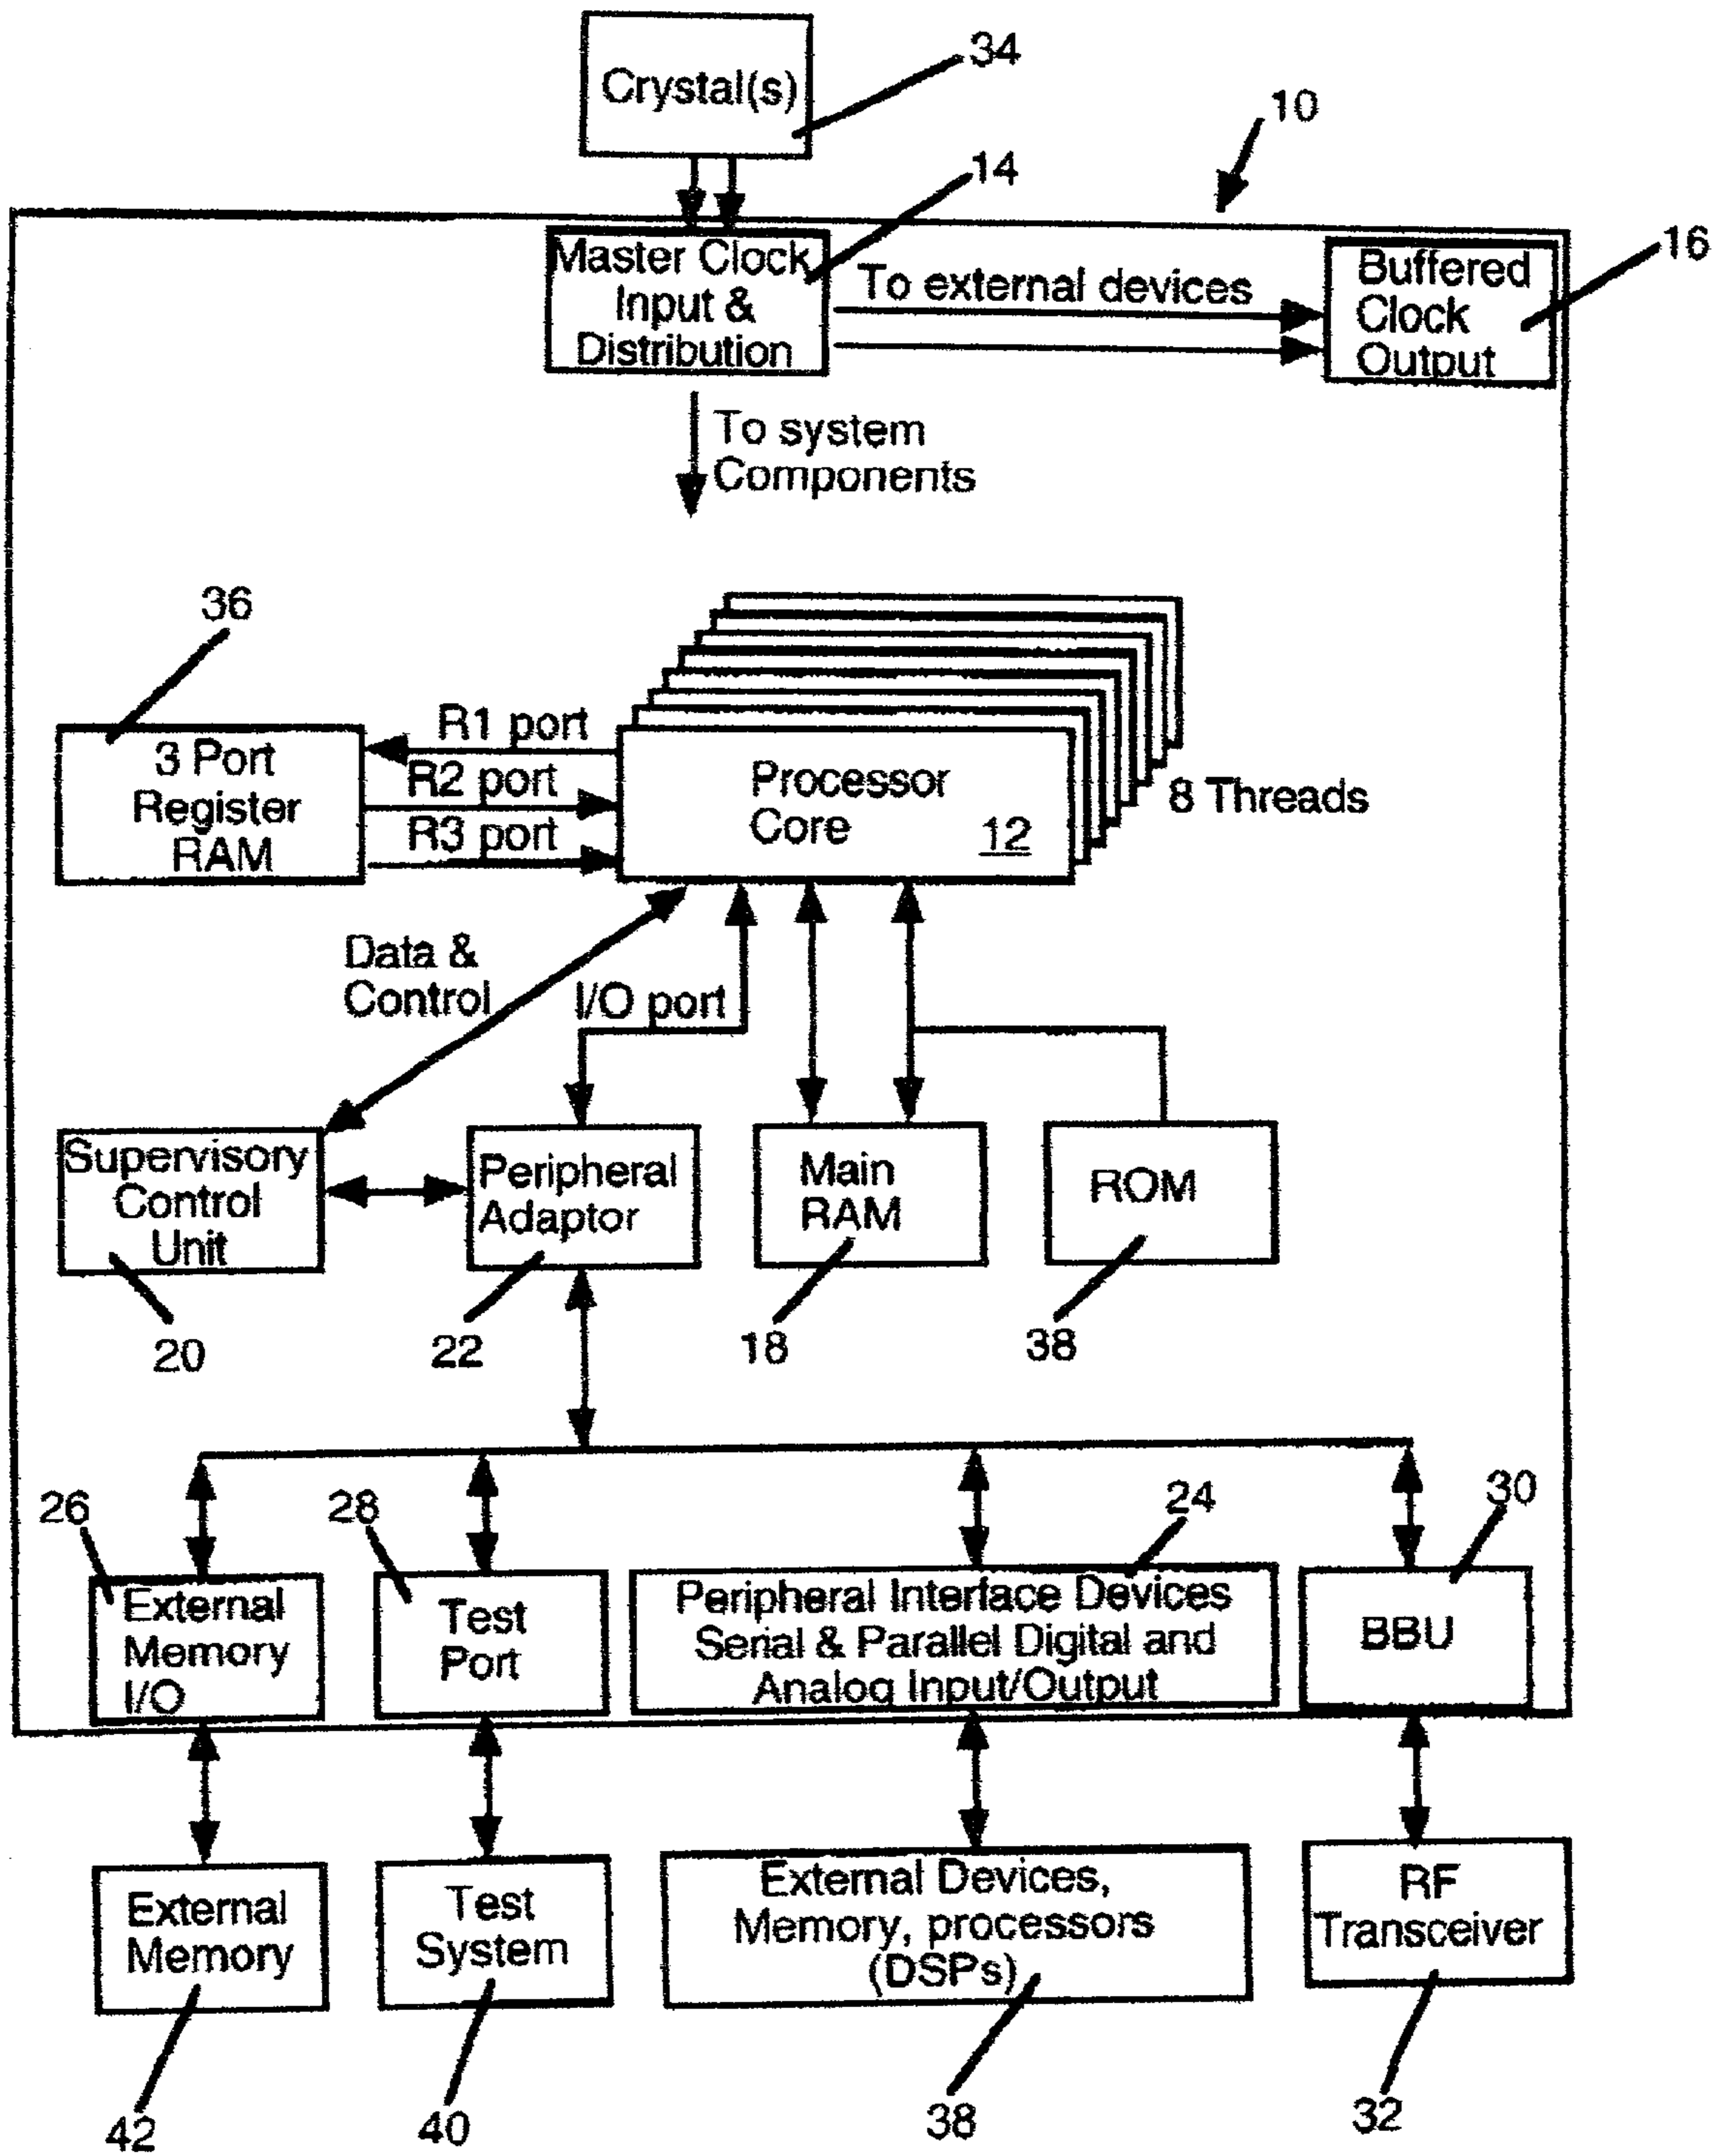 34
Crystal(s)
10
14
16
Master Clock
Input &
Distribution
To external devices
Buffered
Clock
Output
To system
Components
36
R1 port
3 Port
Register
RAM
R2 port
R3 port
Processor
Core
12
8 Threads
Data &
Control
I/O port
Supervisory
Control
Unit
Peripheral
Adaptor
Main
RAM
ROM
20
22
18
38
26
28
24
30
External
Memory
I/O
Test
Port
Peripheral Interface Devices
Serial & Parallel Digital and
Analog Input/Output
BBU
External
Memory
Test
System
External Devices,
Memory, processors
(DSPs)
RF
Transceiver
42
40
38
32